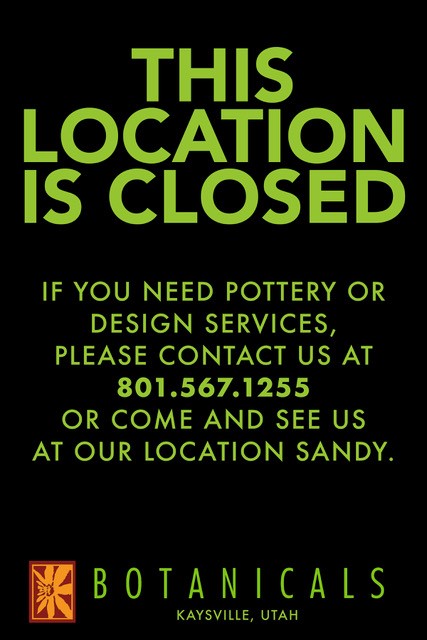 THIS
LOCATION
IS CLOSED
IF YOU NEED POTTERY OR
DESIGN SERVICES,
PLEASE CONTACT US AT
801.567.1255
OR COME AND SEE US
AT OUR LOCATION SANDY.
BOTANICALS
KAYSVILLE, UTAH